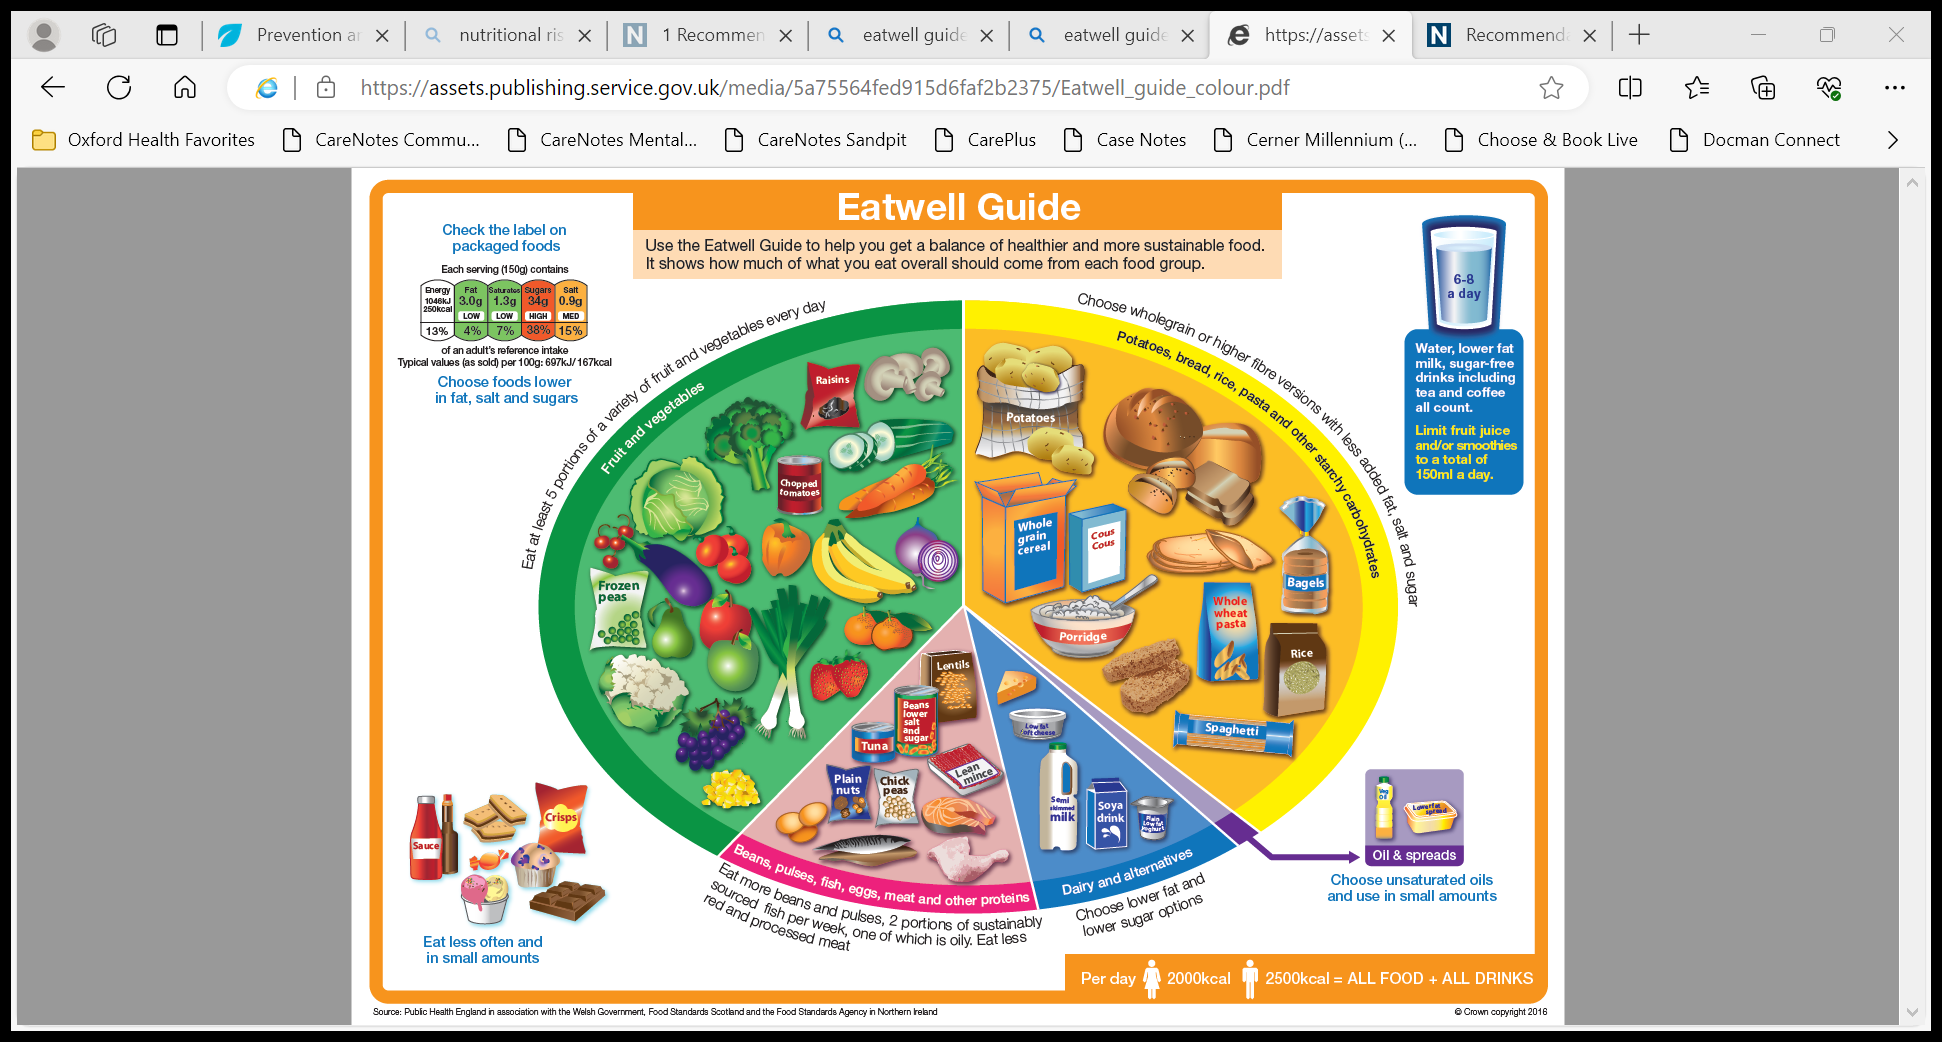 Prevention ar
nutritional ris
1 Recommen
eatwell guide
eatwell guide
https://assets
Recommenda
https://assets.publishing.service.gov.uk/media/5a75564fed915d6faf2b2375/Eatwell_guide_colour.pdf
Oxford Health Favorites
CareNotes Commu...
CareNotes Mental...
CareNotes Sandpit
CarePlus
Case Notes
Cerner Millennium (...
Choose & Book Live
Docman Connect
Eatwell Guide
Use the Eatwell Guide to help you get a balance of healthier and more sustainable food.
It shows how much of what you eat overall should come from each food group.
Check the label on
packaged foods
Each serving (150g) contains
Energy
1046kJ
250kcal
13%
Fat
3.0g
LOW
4%
Saturates
1.3g
LOW
7%
Sugars
34g
HIGH
38%
Salt
0.9g
MED
15%
of an adult's reference intake
Typical values (as sold) per 100g: 697kJ/ 167kcal
Choose foods lower
in fat, salt and sugars
6-8
a day
Water, lower fat
milk, sugar-free
drinks including
tea and coffee
all count.
Limit fruit juice
and/or smoothies
to a total of
150ml a day.
Eat at least 5 portions of a variety of fruit and vegetables every day
Fruit and vegetables
Raisins
Chopped
tomatoes
Frozen
peas
Choose wholegrain or higher fibre versions with less added fat, salt and sugar
Potatoes, bread, rice, pasta and other starchy carbohydrates
Potatoes
Whole
grain
cereal
Cous
Cous
Bagels
Whole
wheat
pasta
Porridge
Rice
Spaghetti
Lentils
Beans
lower
salt
and
sugar
Tuna
Lean
mince
Plain
nuts
Chick
peas
Beans, pulses, fish, eggs, meat and other proteins
Eat more beans and pulses, 2 portions of sustainably
sourced fish per week, one of which is oily. Eat less
red and processed meat
Low fat
soft cheese
Semi
skimmed
milk
Soya
drink
Plain
Low fat
yoghurt
Dairy and alternatives
Choose lower fat and
lower sugar options
Veg
Oil
Lower fat
spread
Oil & spreads
Choose unsaturated oils
and use in small amounts
Sauce
Crisps
Eat less often and
in small amounts
Per day 2000kcal 2500kcal = ALL FOOD + ALL DRINKS
Source: Public Health England in association with the Welsh Government, Food Standards Scotland and the Food Standards Agency in Northern Ireland
© Crown copyright 2016